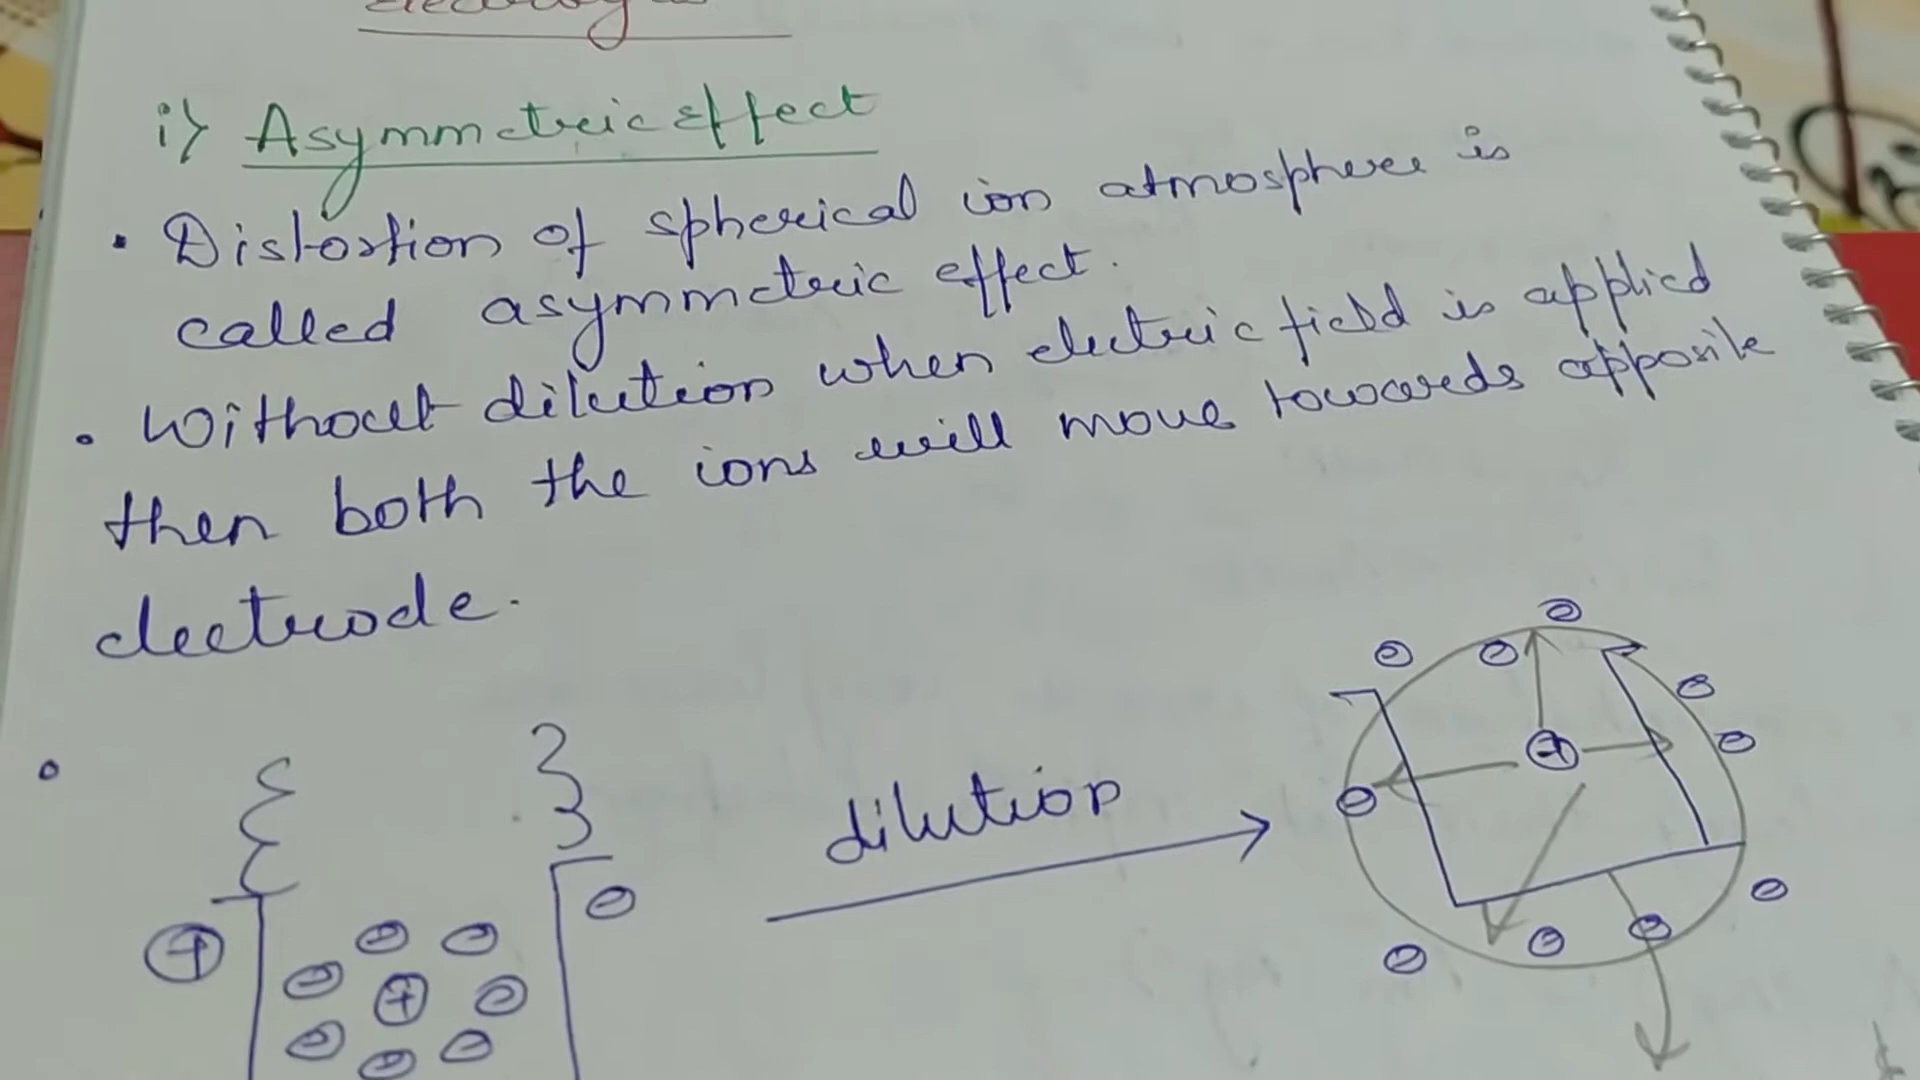 i) Asymmetric effect
• Distortion of spherical ion atmosphere is
called asymmetric effect.
• Without dilution when electric field is applied
then both the ions will move towards opposite
electrode.
dilution